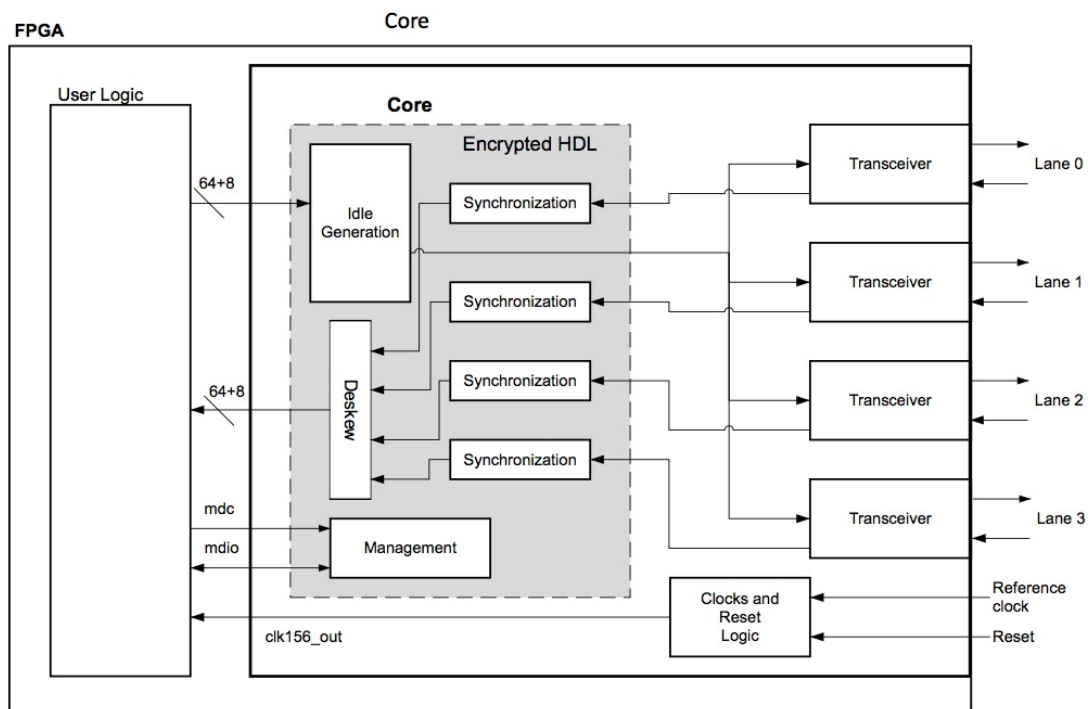 Core
FPGA
User Logic
Core
Encrypted HDL
Transceiver
Lane 0
64+8
Idle
Generation
Synchronization
Transceiver
Lane 1
Synchronization
64+8
Deskew
Synchronization
Transceiver
Lane 2
Synchronization
mdc
mdio
Management
Transceiver
Lane 3
Clocks and
Reset
Logic
Reference
clock
Reset
clk156_out